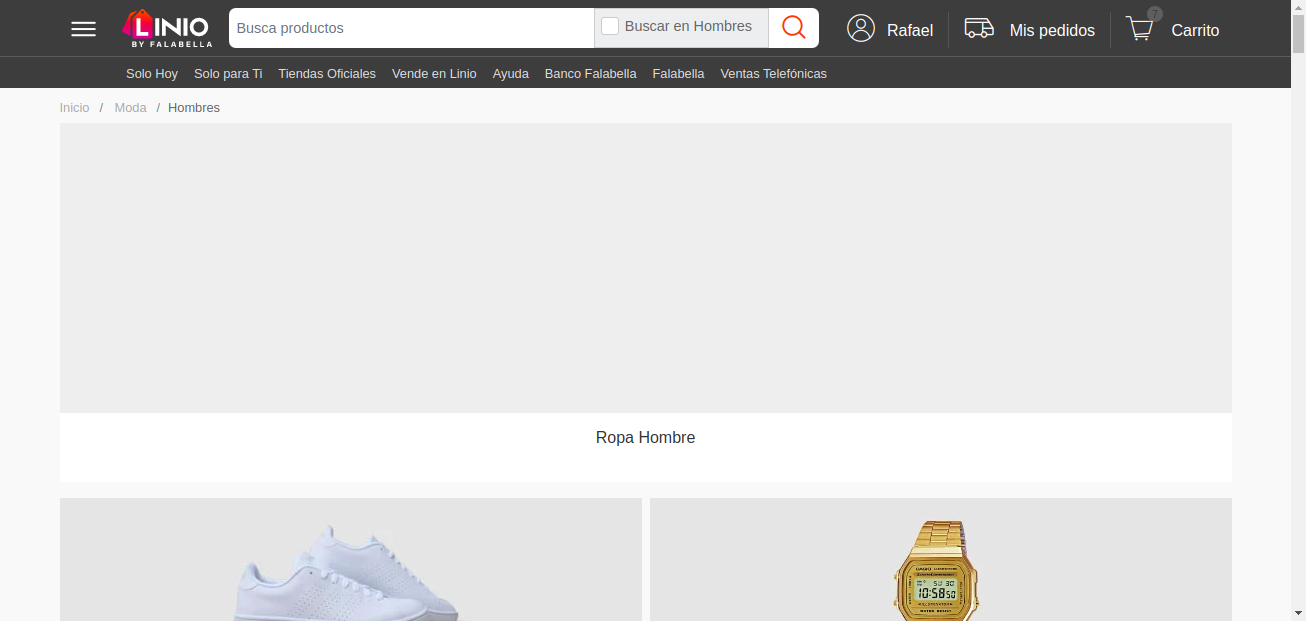 LINIO
BY FALABELLA
Busca productos
Buscar en Hombres
Rafael
Mis pedidos
7
Carrito
Solo Hoy
Solo para Ti
Tiendas Oficiales
Vende en Linio
Ayuda
Banco Falabella
Falabella
Ventas Telefónicas
Inicio / Moda / Hombres
Ropa Hombre
CASIO
10:58 50
WATER RESIST